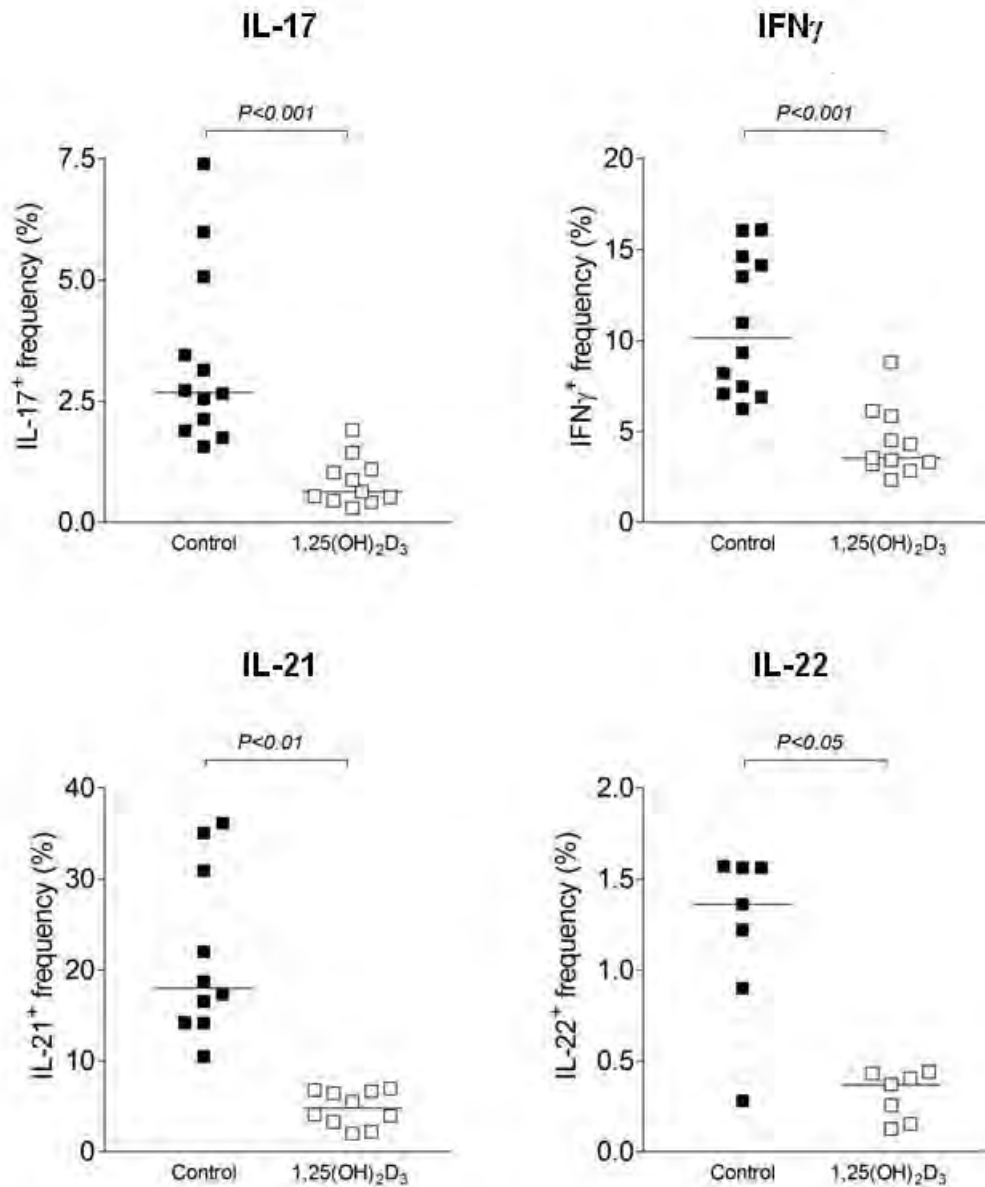 IL-17
P<0.001
IL-17⁺ frequency (%)
7.5
5.0
2.5
0.0
Control
1,25(OH)₂D₃
IFNγ
P<0.001
IFNγ⁺ frequency (%)
20
15
10
5
0
Control
1,25(OH)₂D₃
IL-21
P<0.01
IL-21⁺ frequency (%)
40
30
20
10
0
Control
1,25(OH)₂D₃
IL-22
P<0.05
IL-22⁺ frequency (%)
2.0
1.5
1.0
0.5
0.0
Control
1,25(OH)₂D₃